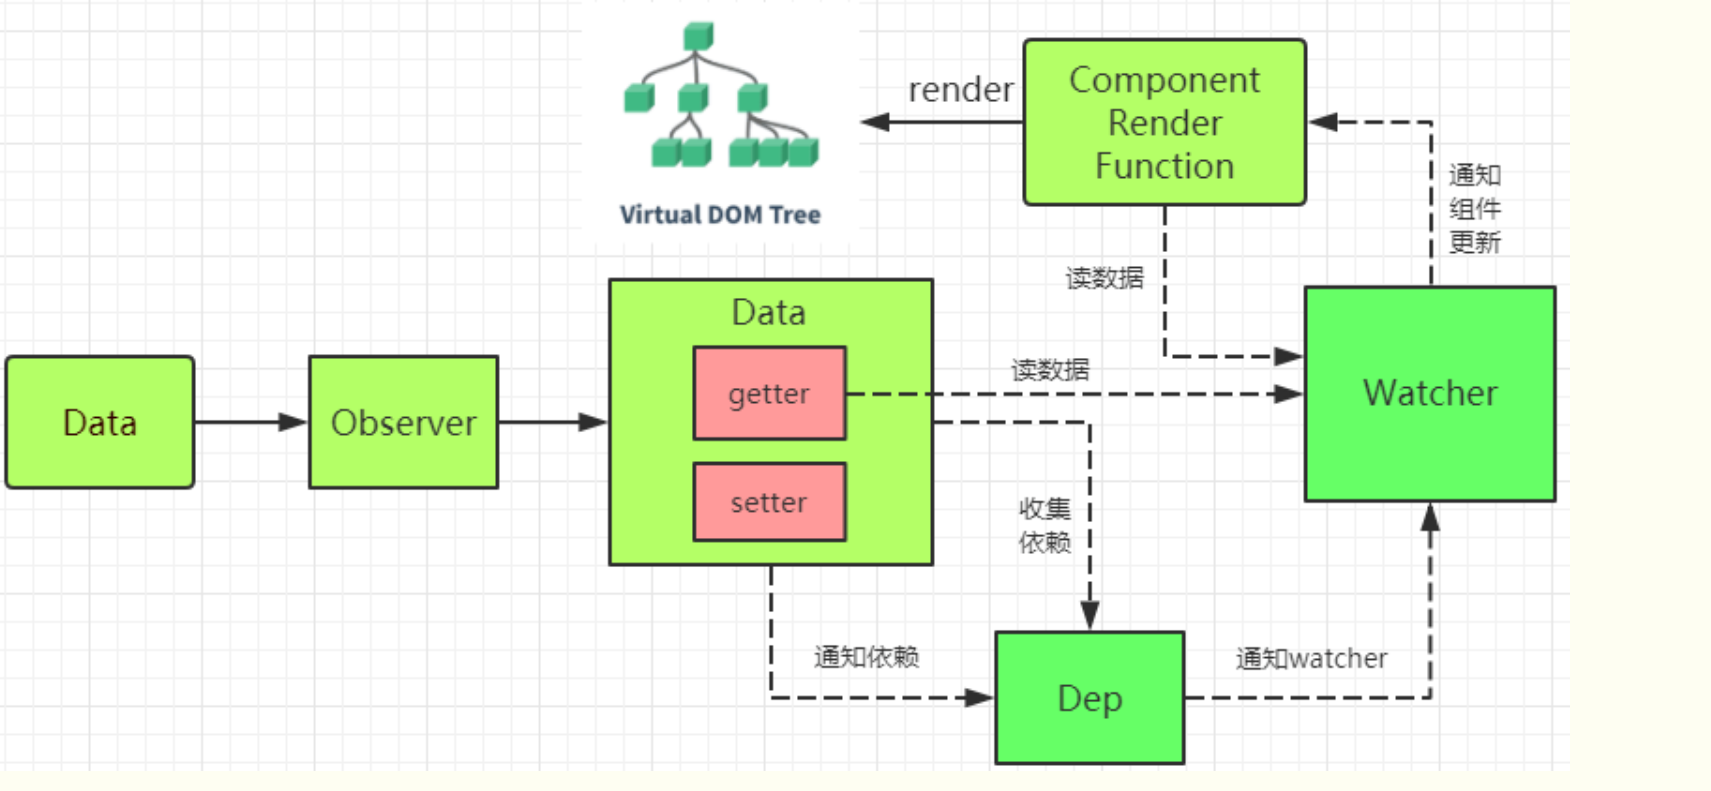 render
Component
Render
Function
Virtual DOM Tree
通知
组件
更新
读数据
Data
Observer
Data
getter
setter
读数据
Watcher
收集
依赖
通知依赖
Dep
通知watcher